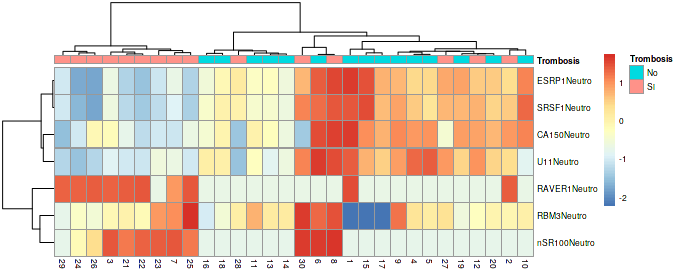 Trombosis
ESRP1Neutro
SRSF1Neutro
CA150Neutro
U11Neutro
RAVER1Neutro
RBM3Neutro
nSR100Neutro
29 24 26 3 21 22 23 7 25 16 18 28 11 13 14 30 6 8 1 15 17 9 4 5 27 19 12 20 2 10
1
0
-1
-2
Trombosis
No
SI